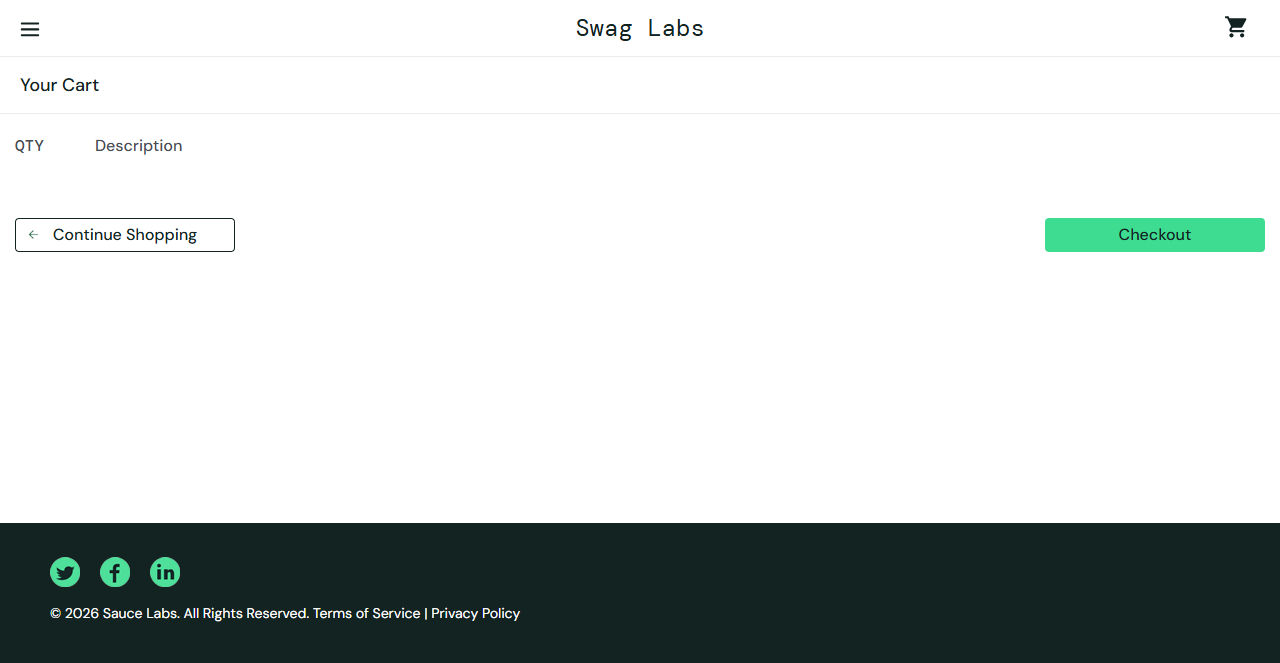 Swag Labs
Your Cart
QTY Description
Continue Shopping Checkout
© 2026 Sauce Labs. All Rights Reserved. Terms of Service | Privacy Policy